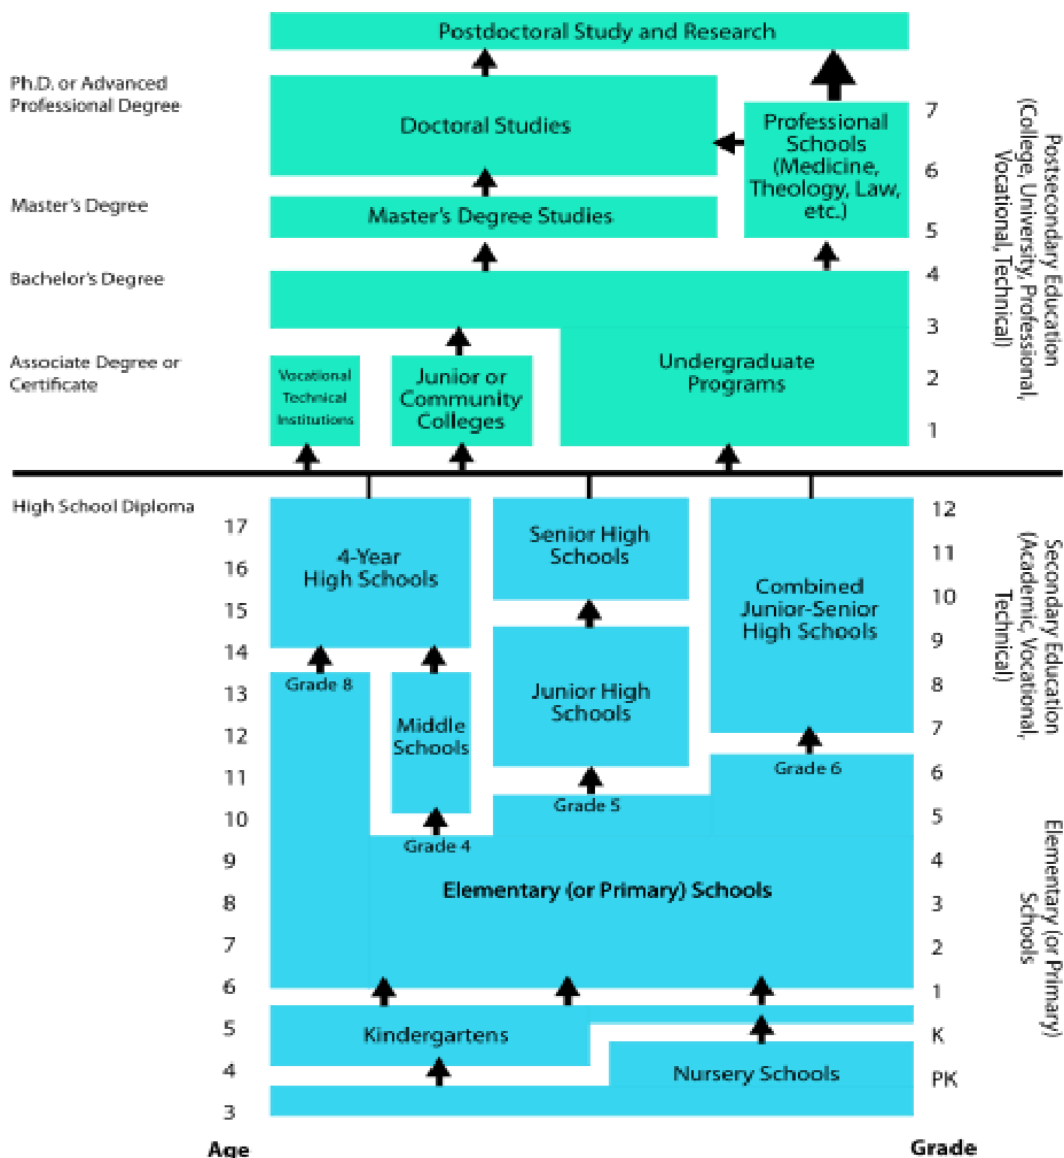 Postdoctoral Study and Research
Ph.D. or Advanced
Professional Degree
Doctoral Studies
Professional
Schools
(Medicine,
Theology, Law,
etc.)
7
6
5
Master's Degree
Master's Degree Studies
Bachelor's Degree
4
3
Associate Degree or
Certificate
Vocational
Technical
Institutions
Junior or
Community
Colleges
Undergraduate
Programs
2
1
Postsecondary Education
(College, University, Professional,
Vocational, Technical)
High School Diploma
17
16
15
14
13
12
11
10
9
8
7
6
5
4
3
4-Year
High Schools
Senior High
Schools
Combined
Junior-Senior
High Schools
Grade 8
Middle
Schools
Junior High
Schools
Grade 6
Grade 5
Grade 4
Elementary (or Primary) Schools
Kindergartens
Nursery Schools
12
11
10
9
8
7
6
5
4
3
2
1
K
PK
Secondary Education
(Academic, Vocational,
Technical)
Elementary (or Primary)
Schools
Age
Grade